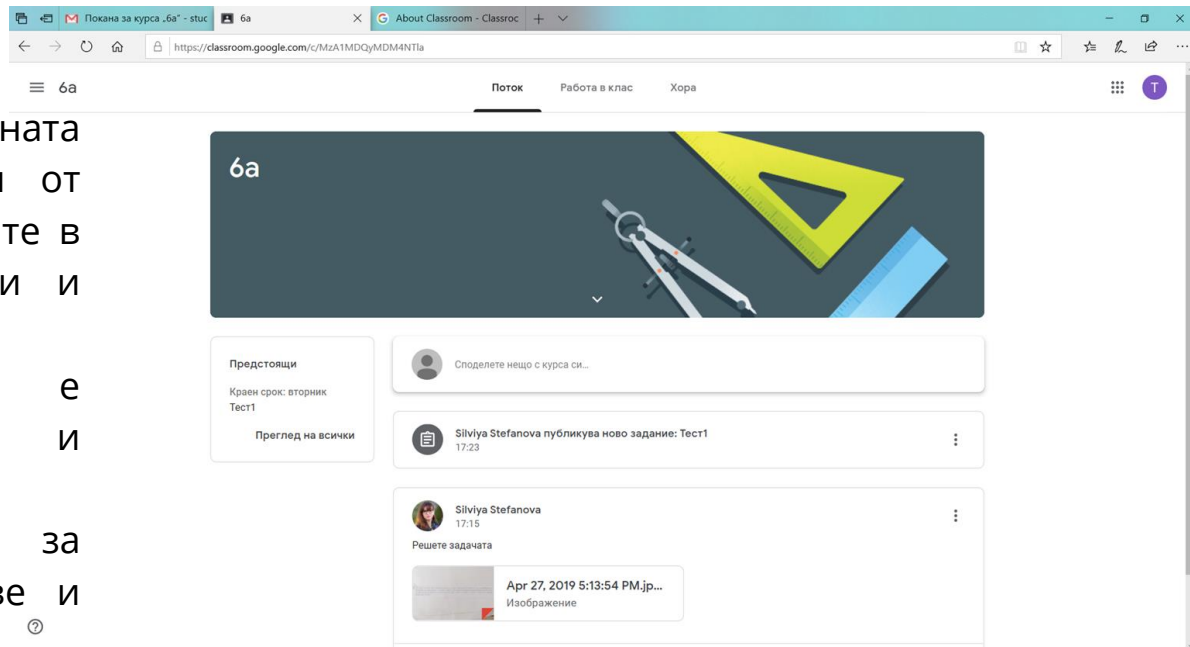 Покана за курса „6а“ - stuc
6а
About Classroom - Classroc
https://classroom.google.com/c/MzA1MDQyMDM4NTla
6а
Поток
Работа в клас
Хора
T
ната
от
те в
и и
е
и
за
ве и
6а
Предстоящи
Краен срок: вторник
Тест1
Преглед на всички
Споделете нещо с курса си...
Silviya Stefanova публикува ново задание: Тест1
17:23
Silviya Stefanova
17:15
Решете задачата
Apr 27, 2019 5:13:54 PM.jp...
Изображение